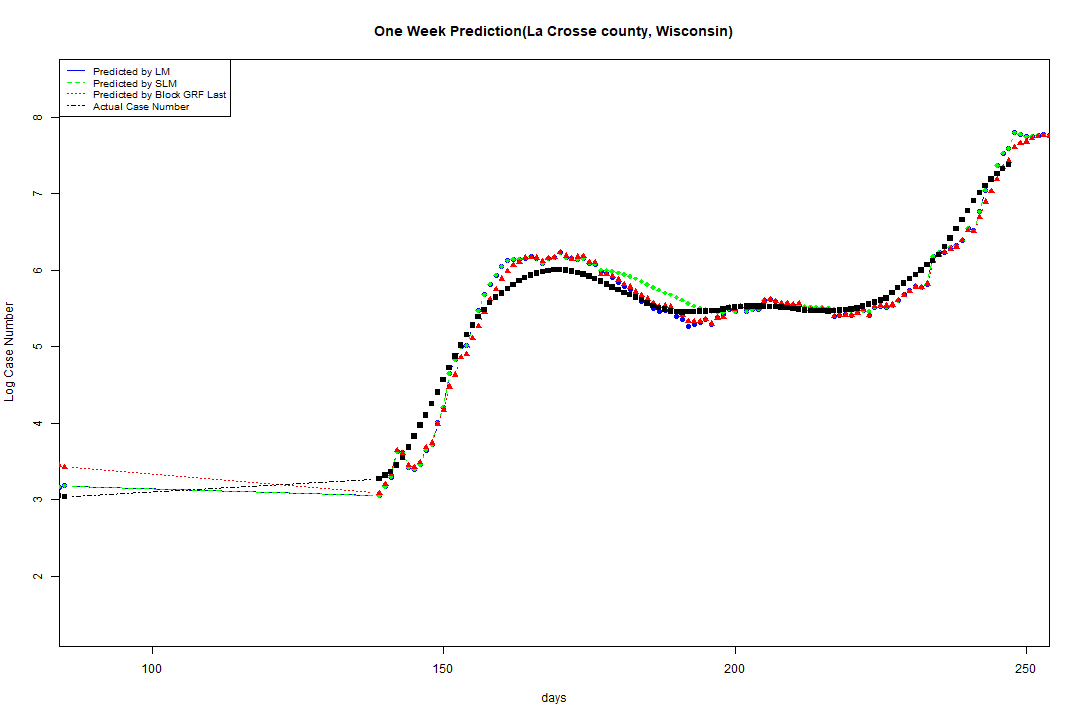 One Week Prediction(La Crosse county, Wisconsin)
Predicted by LM
Predicted by SLM
Predicted by Block GRF Last
Actual Case Number
8
7
6
5
4
3
2
Log Case Number
100 150 200 250
days